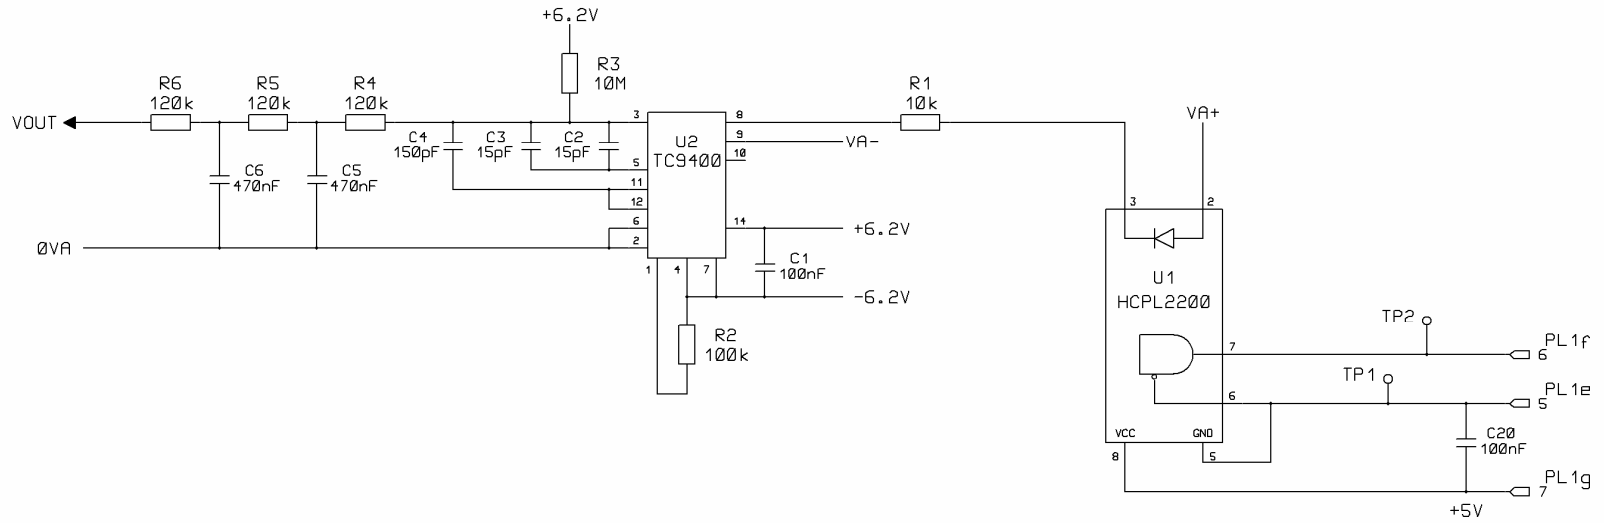 +6.2V
R3
10M
R6
120k
R5
120k
R4
120k
R1
10k
VOUT
C4
150pF
C3
15pF
C2
15pF
3
5
11
12
6
2
U2
TC9400
8
9
10
14
1
4
7
VA-
VA+
C6
470nF
C5
470nF
0VA
+6.2V
C1
100nF
-6.2V
R2
100k
3
2
U1
HCPL2200
7
6
VCC
GND
8
5
TP2
TP1
PL1f
6
PL1e
5
C20
100nF
PL1g
7
+5V